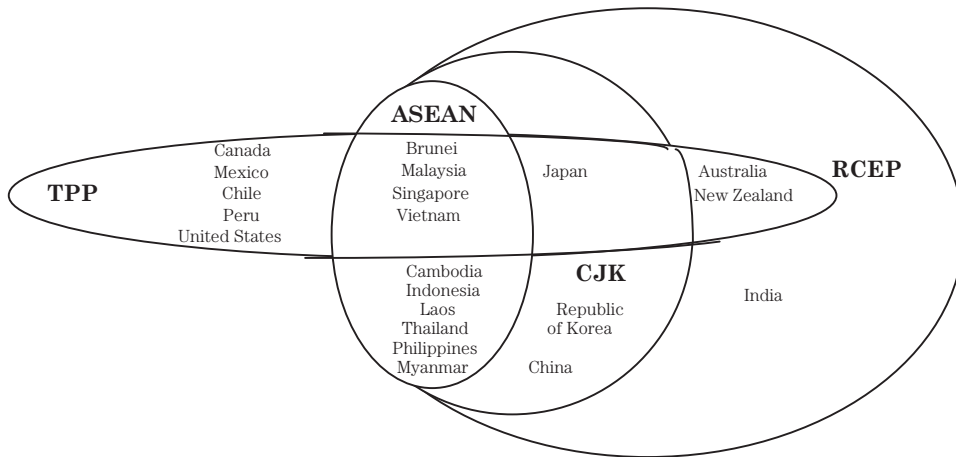 ASEAN
TPP
Canada
Mexico
Chile
Peru
United States
Brunei
Malaysia
Singapore
Vietnam
Japan
Australia
New Zealand
RCEP
Cambodia
Indonesia
Laos
Thailand
Philippines
Myanmar
CJK
Republic
of Korea
China
India